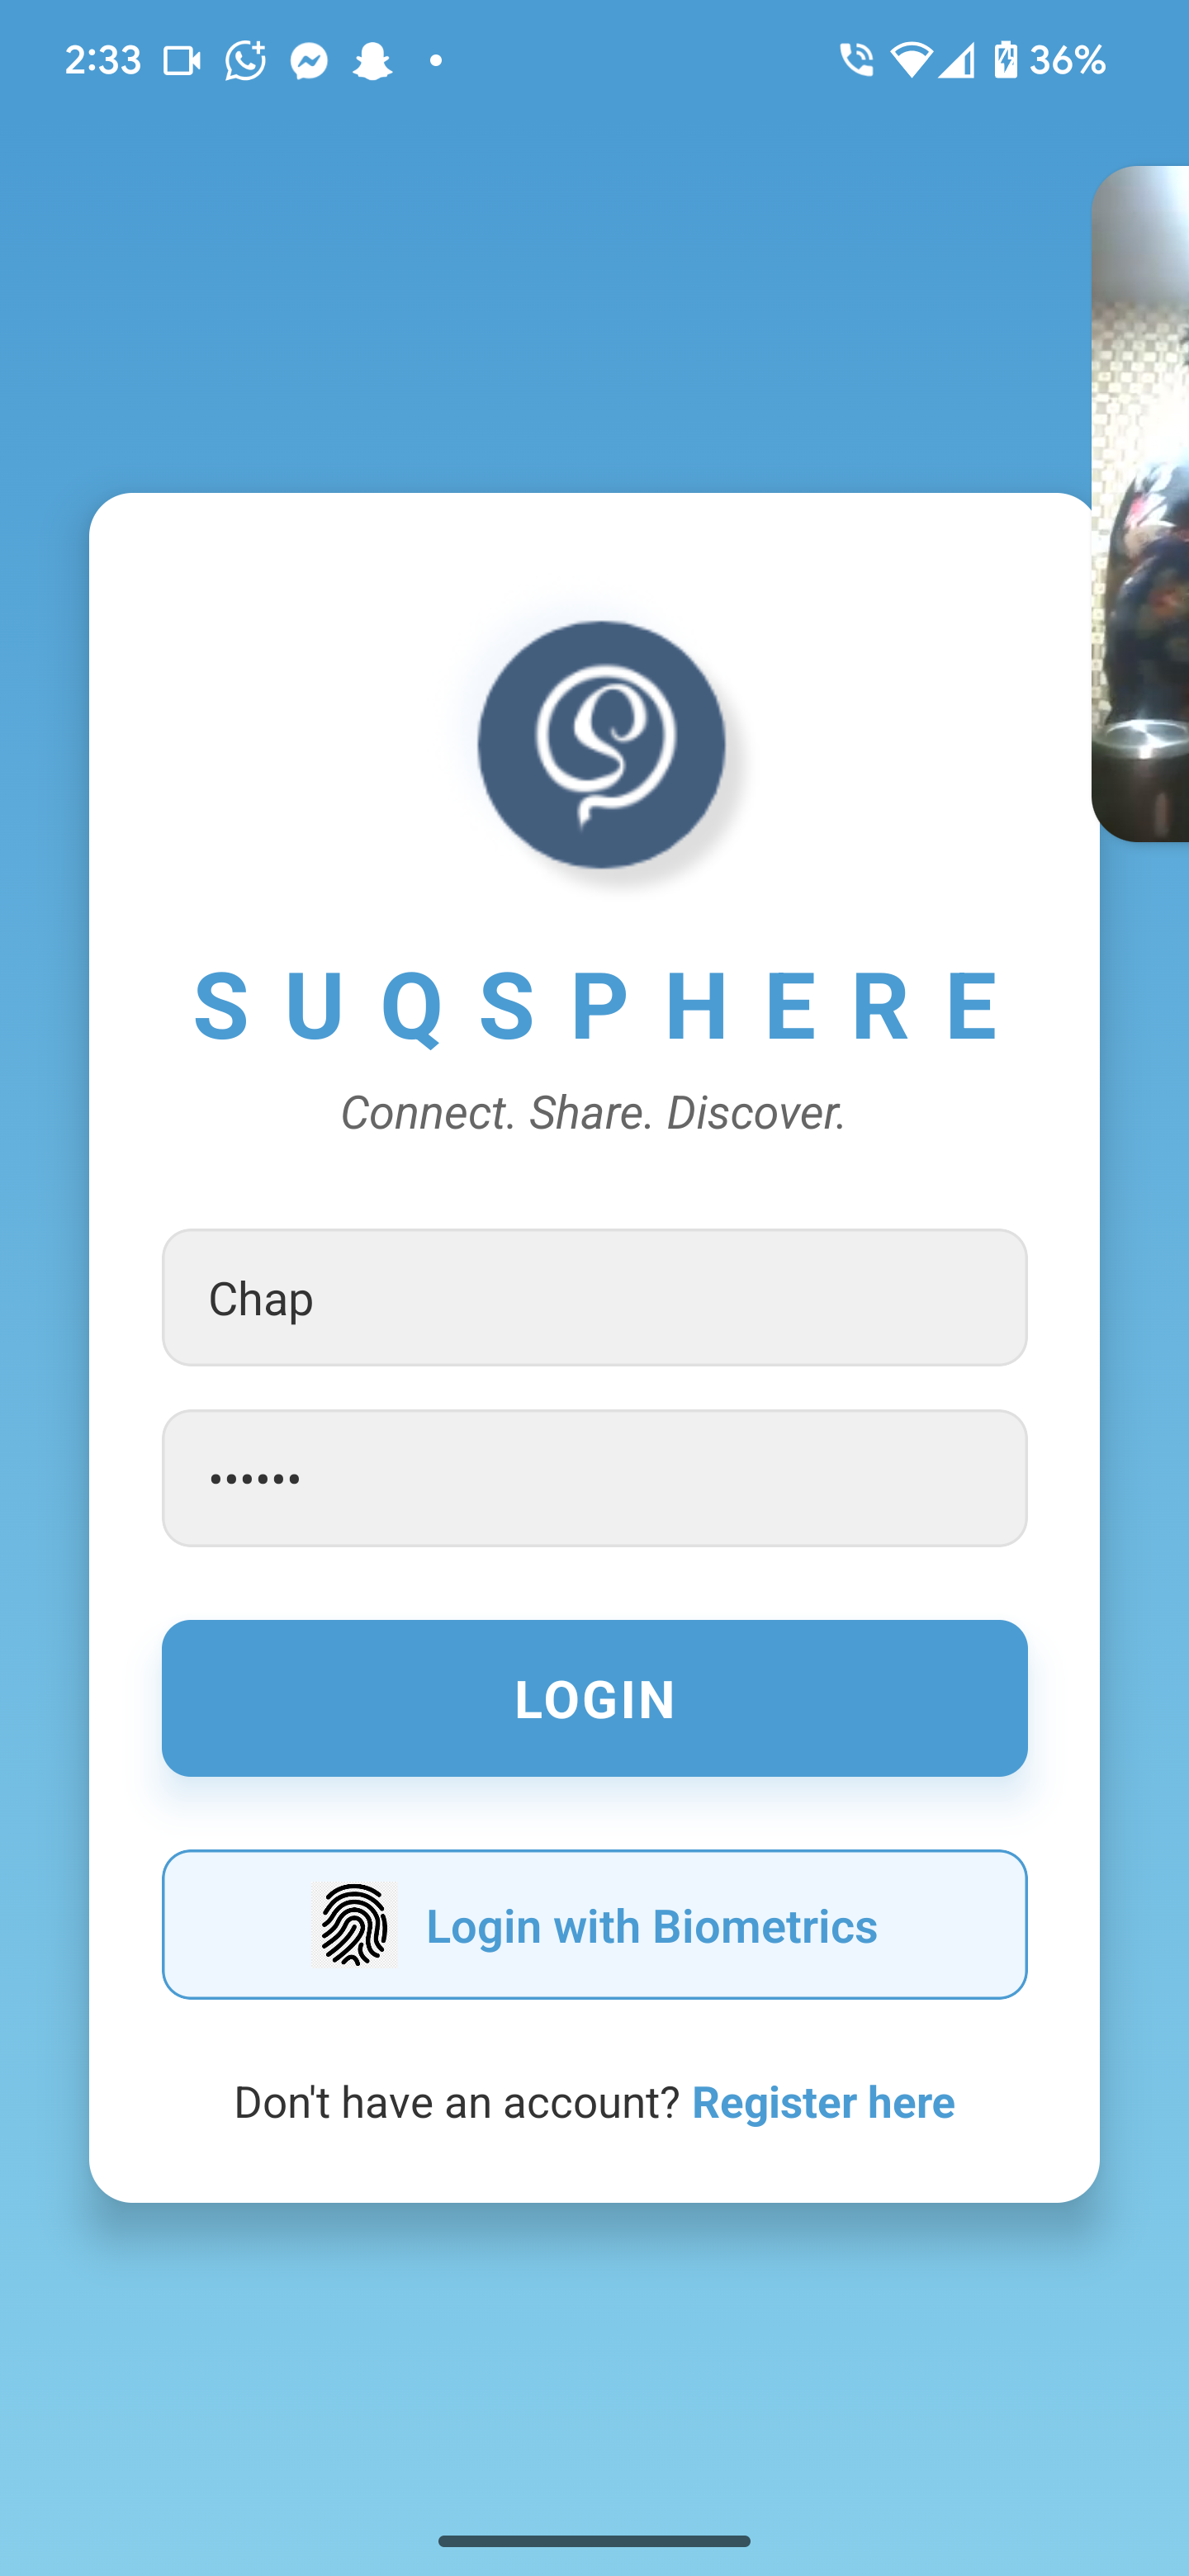 2:33 36%
SUQSPHERE
Connect. Share. Discover.
Chap
••••••
LOGIN
Login with Biometrics
Don't have an account? Register here